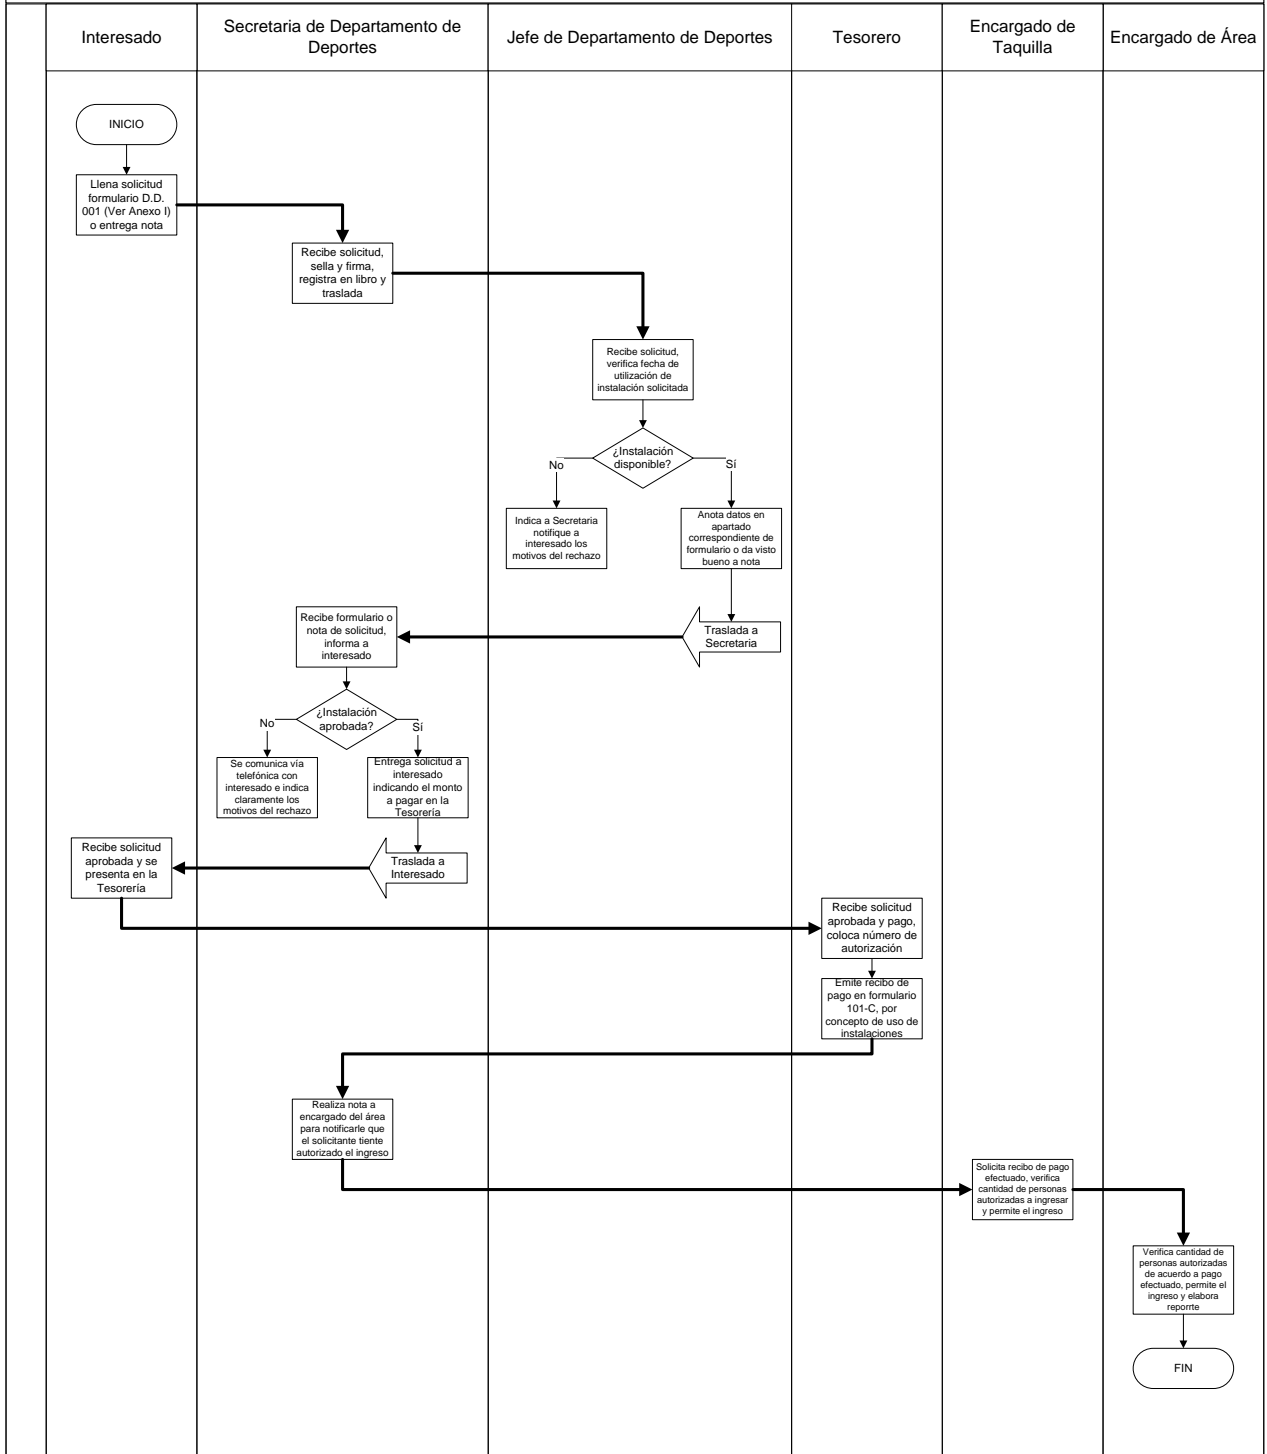 Interesado
Secretaria de Departamento de
Deportes
Jefe de Departamento de Deportes
Tesorero
Encargado de
Taquilla
Encargado de Área
INICIO
Llena solicitud
formulario D.D.
001 (Ver Anexo I)
o entrega nota
Recibe solicitud,
sella y firma,
registra en libro y
traslada
Recibe solicitud,
verifica fecha de
utilización de
instalación solicitada
¿Instalación
disponible?
No
Sí
Indica a Secretaria
notifique a
interesado los
motivos del rechazo
Anota datos en
apartado
correspondiente de
formulario o da visto
bueno a nota
Traslada a
Secretaria
Recibe formulario o
nota de solicitud,
informa a
interesado
¿Instalación
aprobada?
No
Sí
Se comunica vía
telefónica con
interesado e indica
claramente los
motivos del rechazo
Entrega solicitud a
interesado
indicando el monto
a pagar en la
Tesorería
Traslada a
Interesado
Recibe solicitud
aprobada y se
presenta en la
Tesorería
Recibe solicitud
aprobada y pago,
coloca número de
autorización
Emite recibo de
pago en formulario
101-C, por
concepto de uso de
instalaciones
Realiza nota a
encargado del área
para notificarle que
el solicitante tiente
autorizado el ingreso
Solicita recibo de pago
efectuado, verifica
cantidad de personas
autorizadas a ingresar
y permite el ingreso
Verifica cantidad de
personas autorizadas
de acuerdo a pago
efectuado, permite el
ingreso y elabora
reporrte
FIN